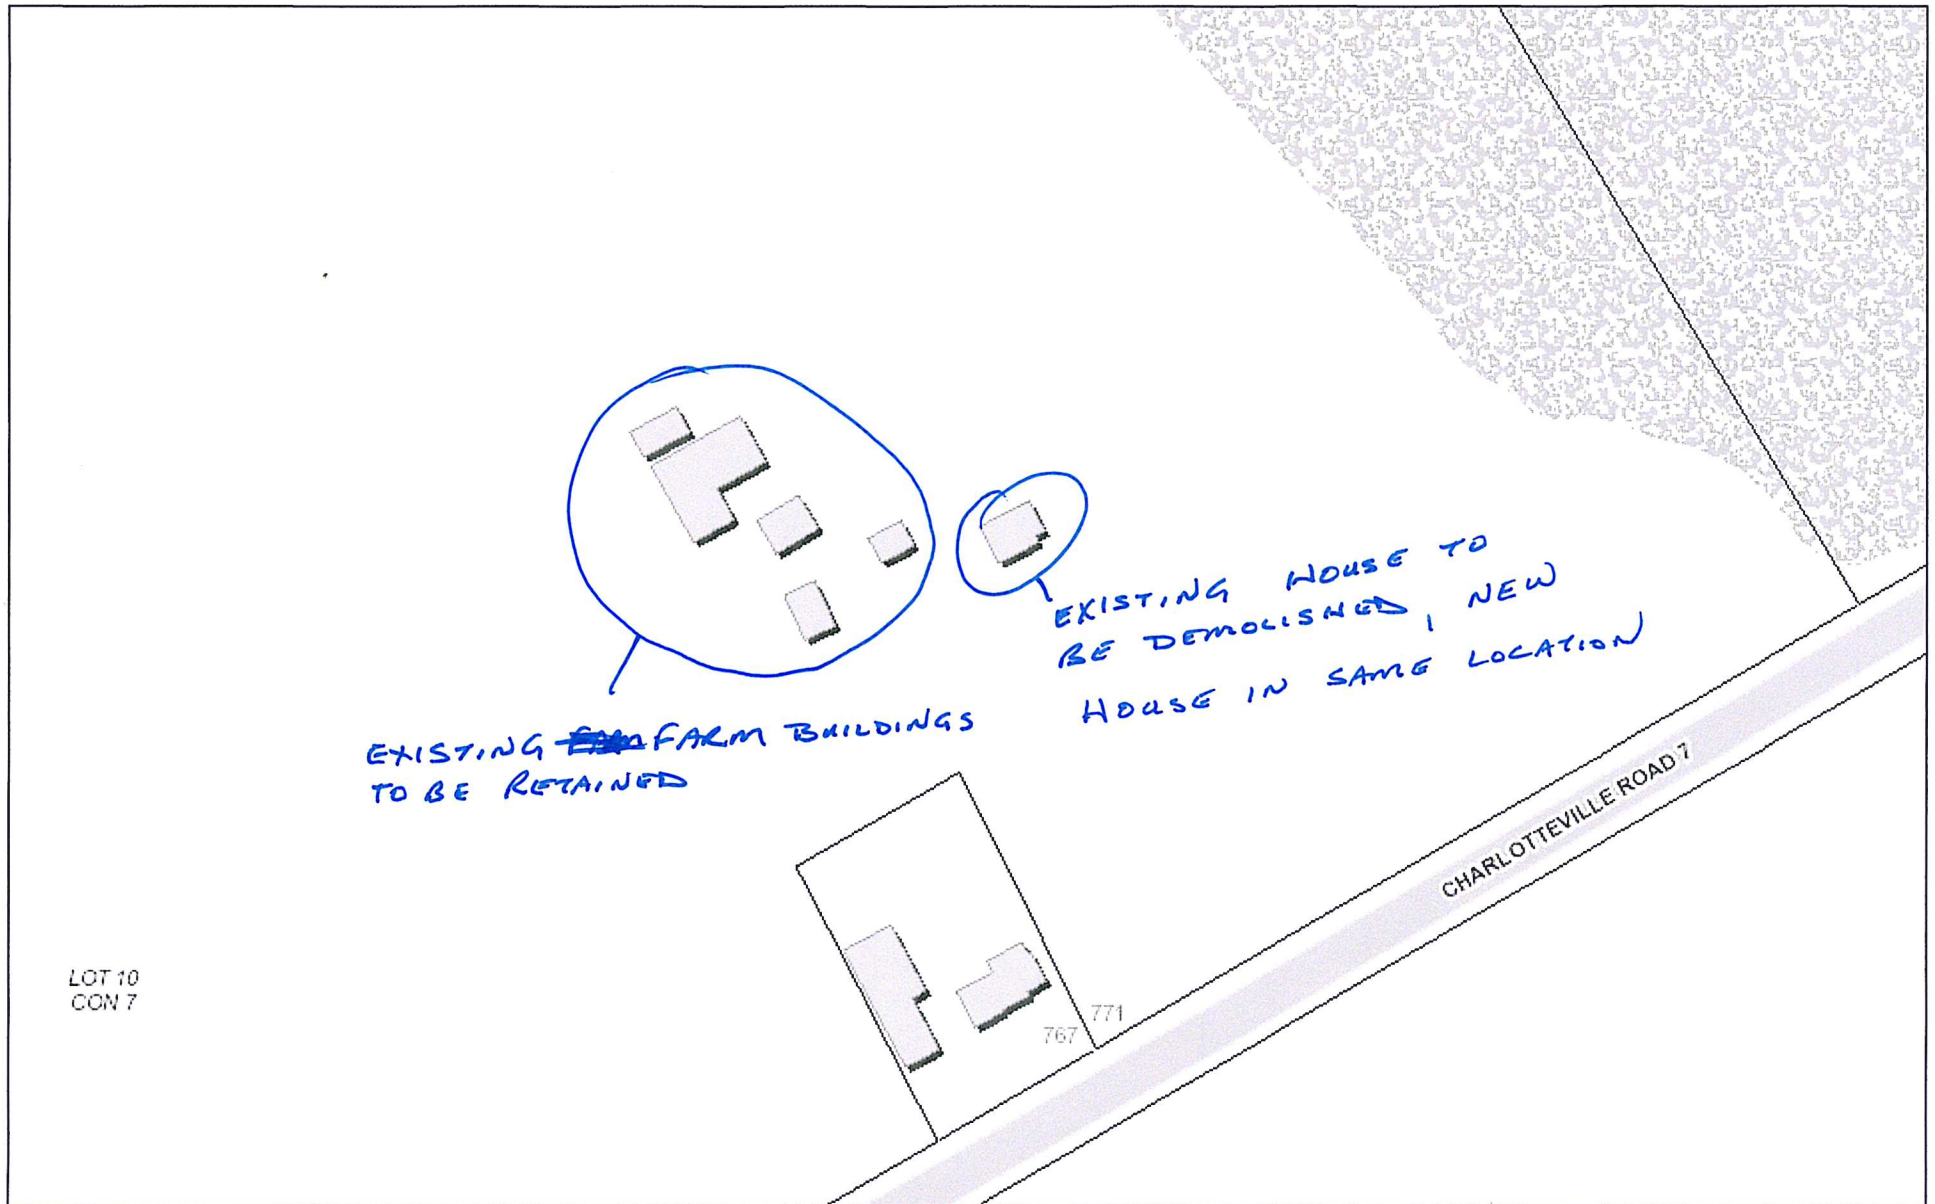 EXISTING HOUSE TO
BE DEMOLISHED, NEW
HOUSE IN SAME LOCATION
EXISTING FARM BUILDINGS
TO BE RETAINED
CHARLOTTEVILLE ROAD 7
LOT 10
CON 7
771
767